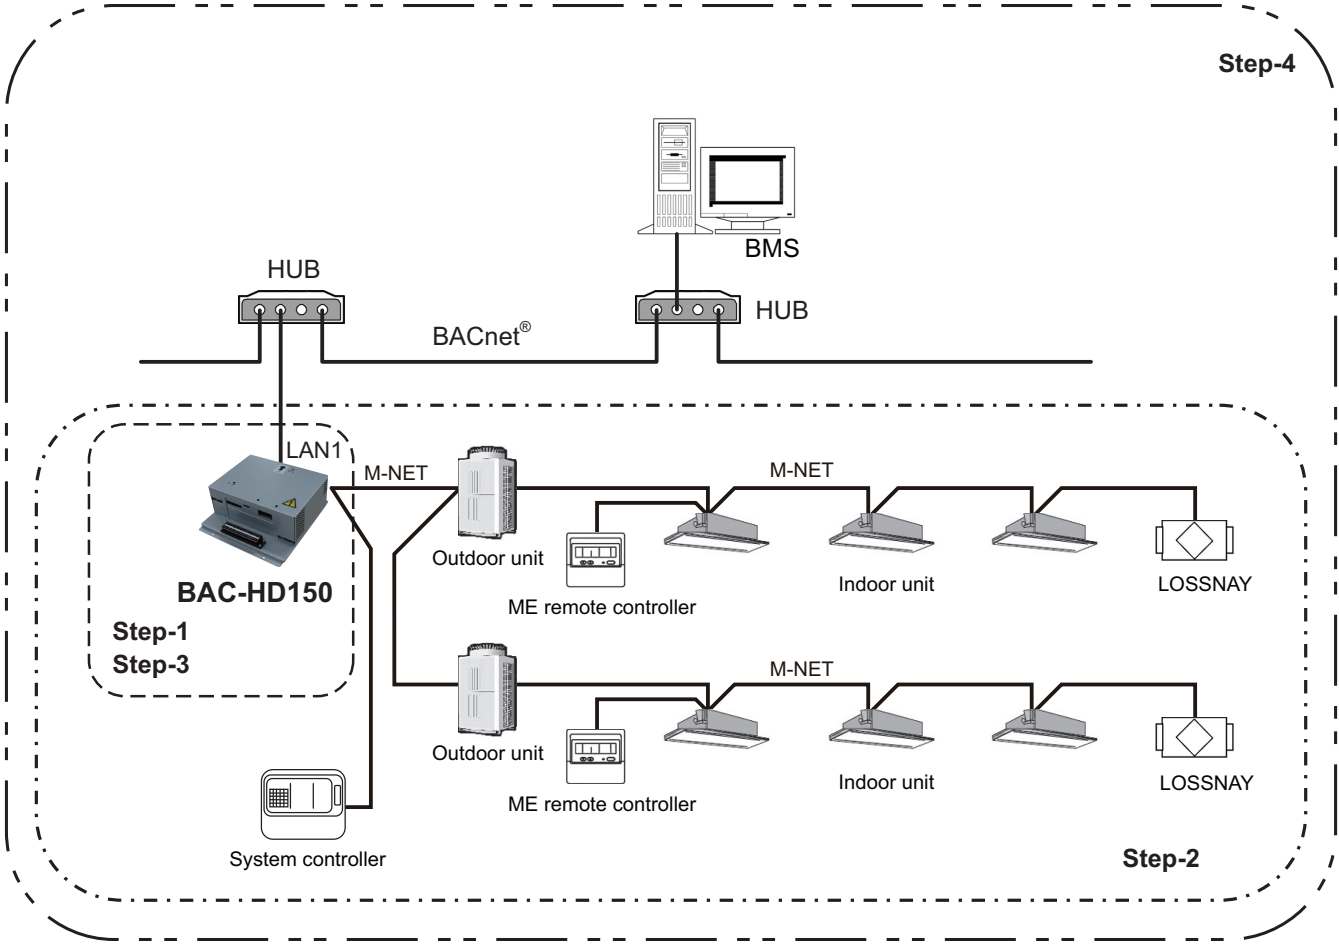 Step-4
BMS
HUB
HUB
BACnet®
LAN1
M-NET
M-NET
Outdoor unit
Indoor unit
LOSSNAY
BAC-HD150
ME remote controller
Step-1
Step-3
M-NET
Outdoor unit
Indoor unit
LOSSNAY
ME remote controller
System controller
Step-2